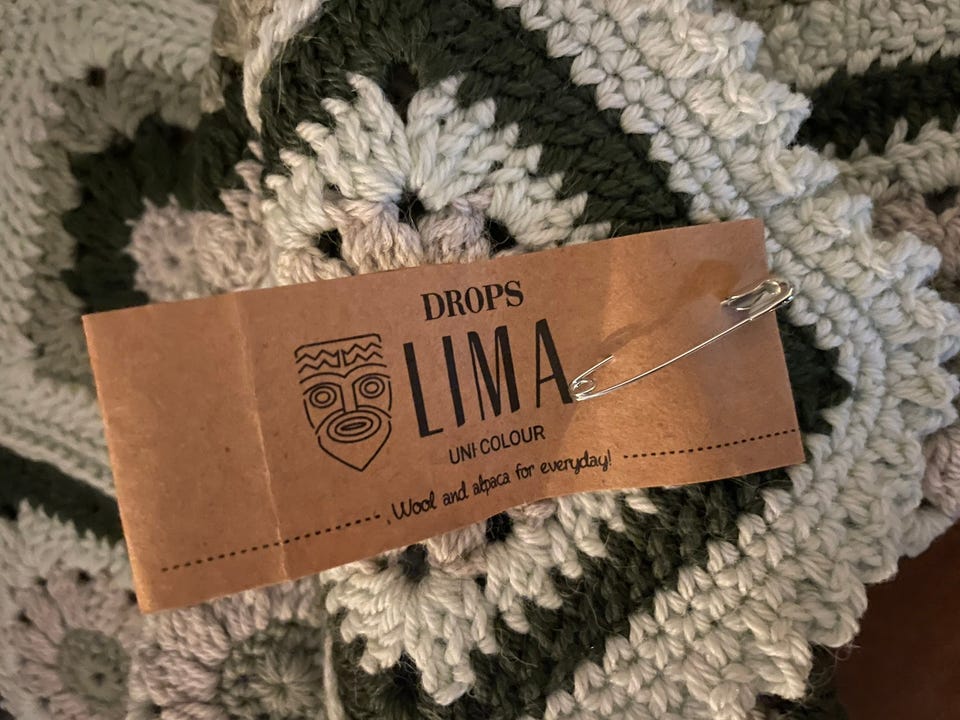 DROPS
LIMA
UNI COLOUR
Wool and alpaca for everyday!